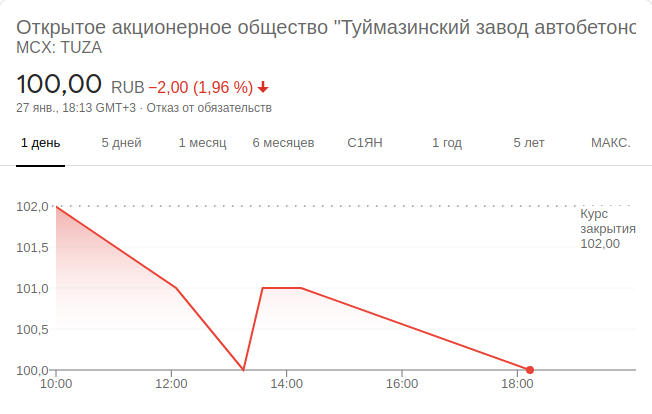 Открытое акционерное общество "Туймазинский завод автобетоно
MCX: TUZA
100,00 RUB −2,00 (1,96 %)
27 янв., 18:13 GMT+3 · Отказ от обязательств
1 день 5 дней 1 месяц 6 месяцев С1ЯН 1 год 5 лет МАКС.
102,0
Курс
закрытия
102,00
101,5
101,0
100,5
100,0
10:00 12:00 14:00 16:00 18:00